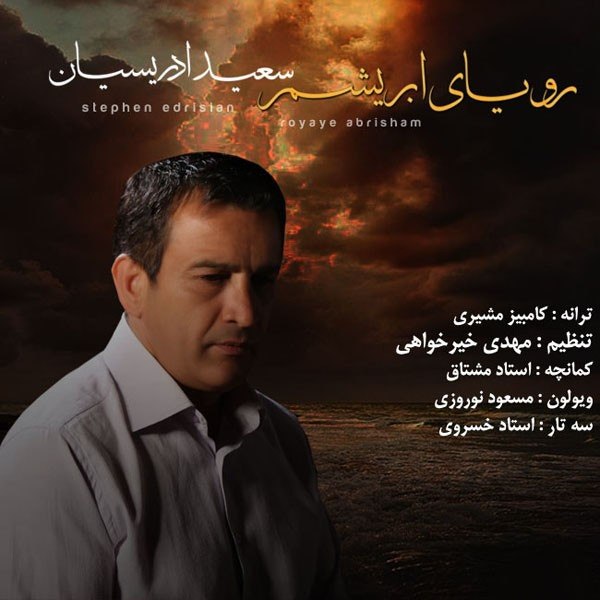 رویای ابریشم
سعید ادریسیان
stephen edrisian
royaye abrisham
ترانه : کامبیز مشیری
تنظیم : مهدی خیرخواهی
کمانچه : استاد مشتاق
ویولون : مسعود نوروزی
سه تار : استاد خسروی